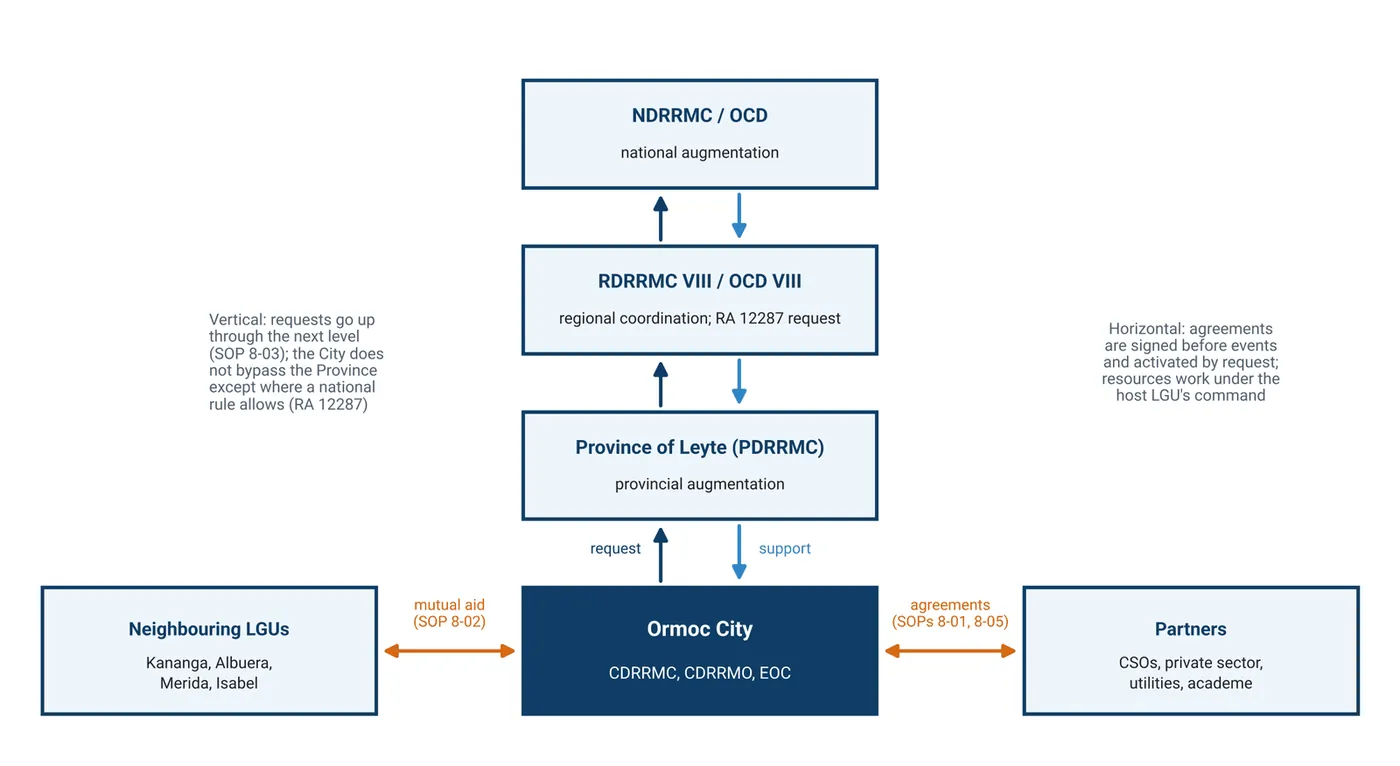 NDRRMC / OCD
national augmentation
RDRRMC VIII / OCD VIII
regional coordination; RA 12287 request
Vertical: requests go up
through the next level
(SOP 8-03); the City does
not bypass the Province
except where a national
rule allows (RA 12287)
Horizontal: agreements
are signed before events
and activated by request;
resources work under the
host LGU's command
Province of Leyte (PDRRMC)
provincial augmentation
request
support
Neighbouring LGUs
Kananga, Albuera,
Merida, Isabel
mutual aid
(SOP 8-02)
Ormoc City
CDRRMC, CDRRMO, EOC
agreements
(SOPs 8-01, 8-05)
Partners
CSOs, private sector,
utilities, academe